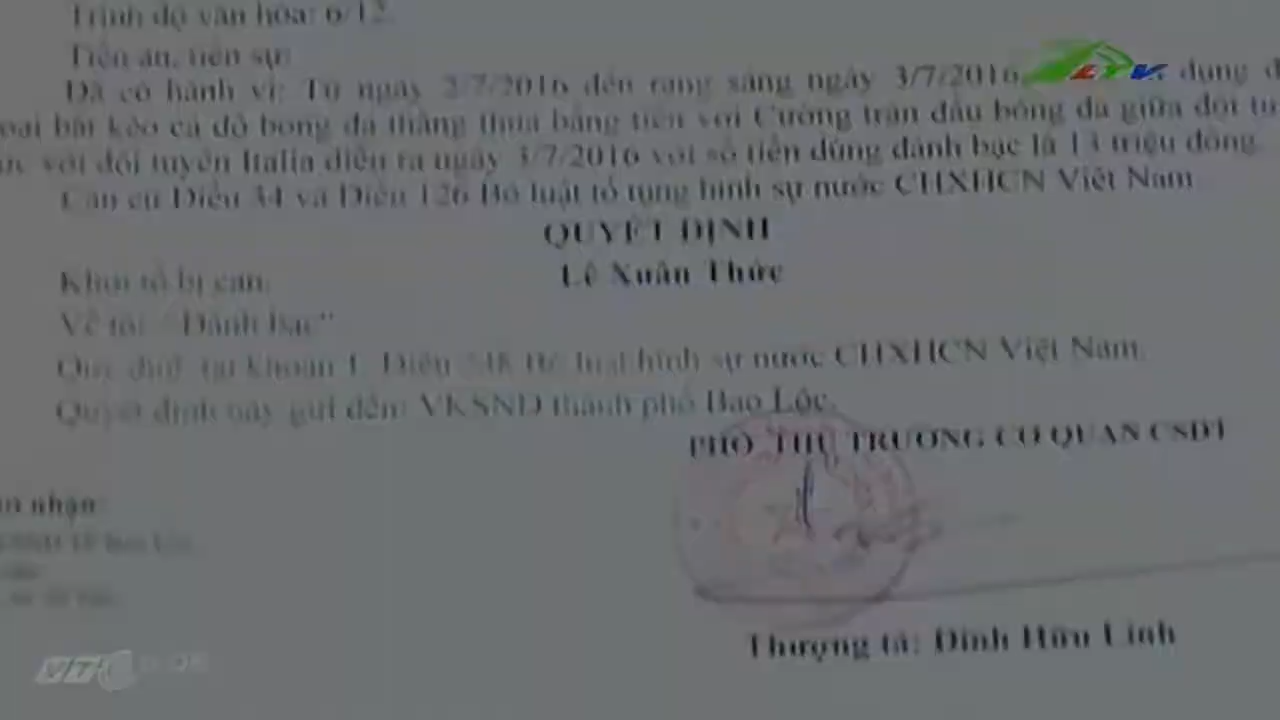 Trình độ văn hóa: 6/12.
Tiền án, tiền sự:
Đã có hành vi: Từ ngày 2/7/2016 đến rạng sáng ngày 3/7/2016, dụng đ
oại bắt kèo cá độ bóng đá thắng thua bằng tiền với Cường trận đấu bóng đá giữa đội tu
với đội tuyển Italia diễn ra ngày 3/7/2016 với số tiền dùng đánh bạc là 13 triệu đồng.
Căn cứ Điều 34 và Điều 126 Bộ luật tố tụng hình sự nước CHXHCN Việt Nam
QUYẾT ĐỊNH
Khởi tố bị can: Lê Xuân Thức
Về tội: "Đánh bạc"
Quy định tại khoản 1, Điều 248 Bộ luật hình sự nước CHXHCN Việt Nam.
Quyết định này gửi đến: VKSND thành phố Bảo Lộc.
PHÓ THỦ TRƯỞNG CƠ QUAN CSĐT
nhận:
Thượng tá: Đinh Hữu Linh
LTV
VTC